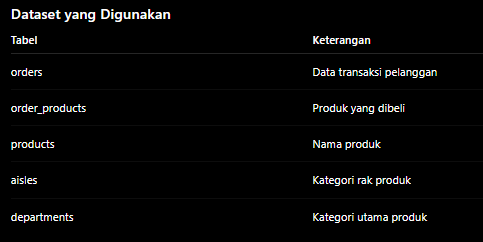 Dataset yang Digunakan
Tabel Keterangan
orders Data transaksi pelanggan
order_products Produk yang dibeli
products Nama produk
aisles Kategori rak produk
departments Kategori utama produk